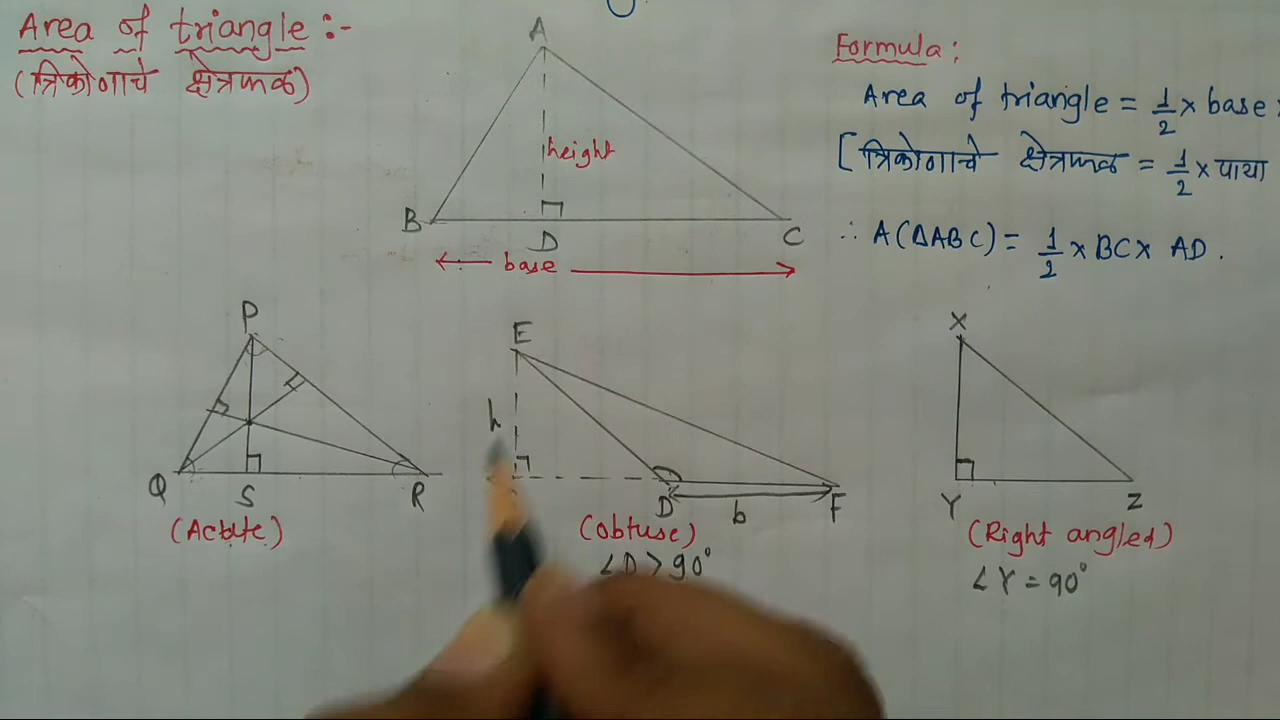 Area of triangle :-
(त्रिकोणाचे क्षेत्रफळ)
A
height
B
D
C
base
Formula:
Area of triangle = 1/2 × base ×
[त्रिकोणाचे क्षेत्रफळ = 1/2 × पाया
∴ A(ΔABC) = 1/2 × BC × AD.
P
Q
S
R
(Actute)
E
h
D
b
F
(obtuse)
∠D > 90°
X
Y
Z
(Right angled)
∠Y = 90°